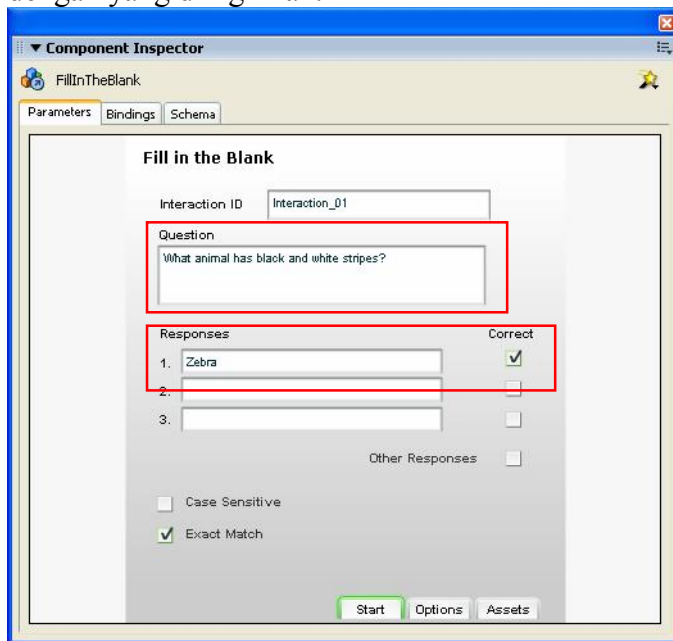 Component Inspector
FillInTheBlank
Parameters Bindings Schema
Fill in the Blank
Interaction ID Interaction_01
Question
What animal has black and white stripes?
Responses Correct
1. Zebra
2.
3.
Other Responses
Case Sensitive
Exact Match
Start Options Assets